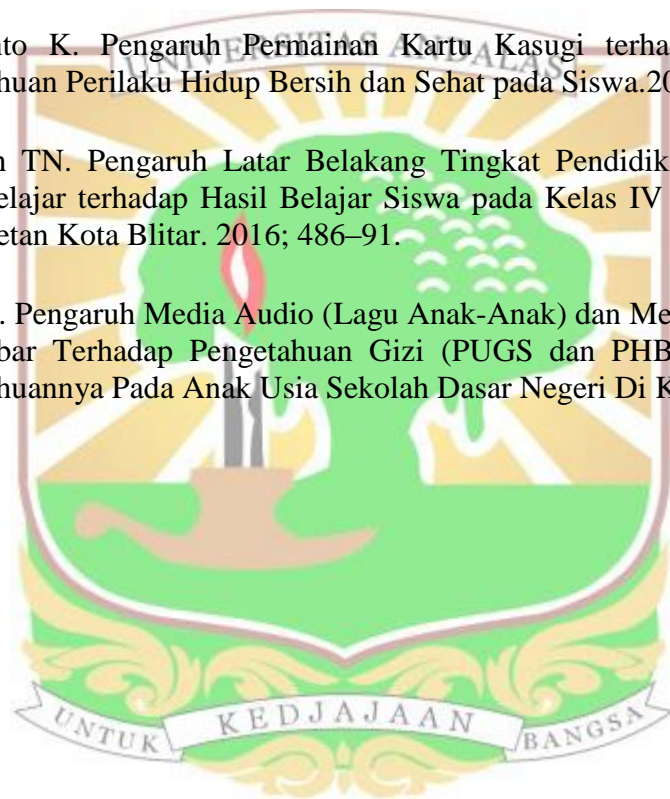 nto K. Pengaruh Permainan Kartu Kasugi terha
UNIVERSITAS ANDALAS
huan Perilaku Hidup Bersih dan Sehat pada Siswa.20
n TN. Pengaruh Latar Belakang Tingkat Pendidik
elajar terhadap Hasil Belajar Siswa pada Kelas IV
etan Kota Blitar. 2016; 486–91.
. Pengaruh Media Audio (Lagu Anak-Anak) dan Me
bar Terhadap Pengetahuan Gizi (PUGS dan PHB
huannya Pada Anak Usia Sekolah Dasar Negeri Di K
UNTUK KEDJAJAAN BANGSA